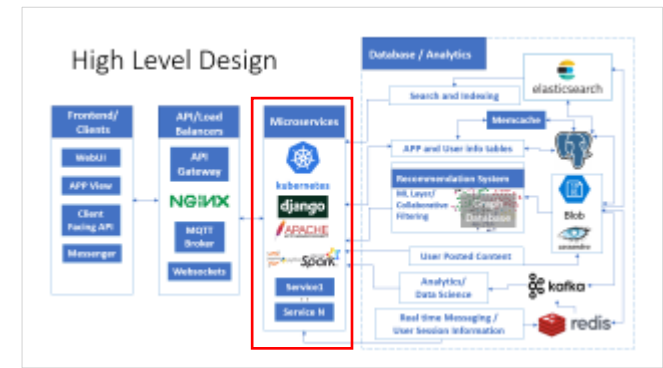 High Level Design
Frontend/
Clients
WebUI
APP View
Client
Facing API
Messenger
API/Load
Balancers
API
Gateway
NGINX
MQTT
Broker
Websockets
Microservices
kubernetes
django
APACHE
Spark
Service1
Service N
Database / Analytics
elasticsearch
Search and Indexing
Memcache
APP and User info tables
Recommendation System
ML Layer/
Collaborative
Filtering
Graph
Database
Blob
cassandra
User Posted Content
Analytics/
Data Science
kafka
Real time Messaging /
User Session Information
redis